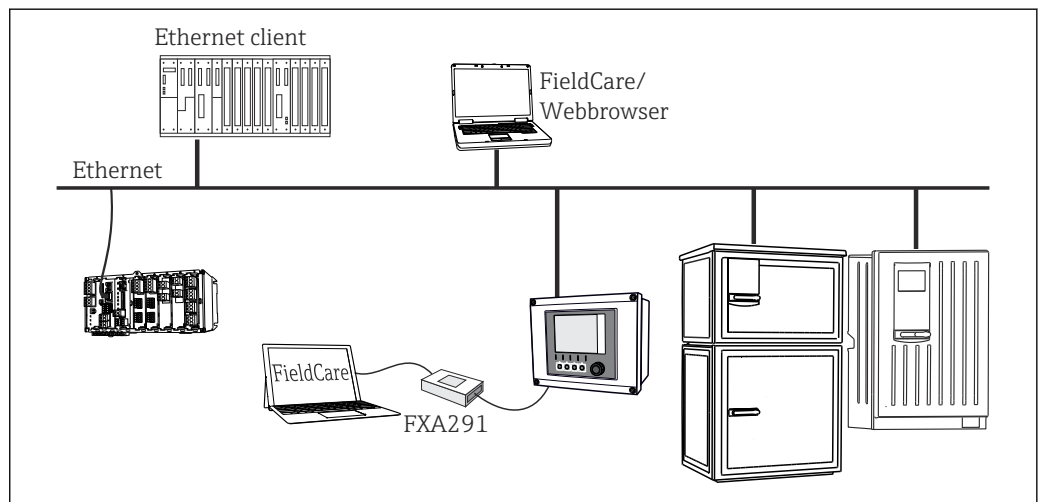 Ethernet client
FieldCare/
Webbrowser
Ethernet
FieldCare
FXA291